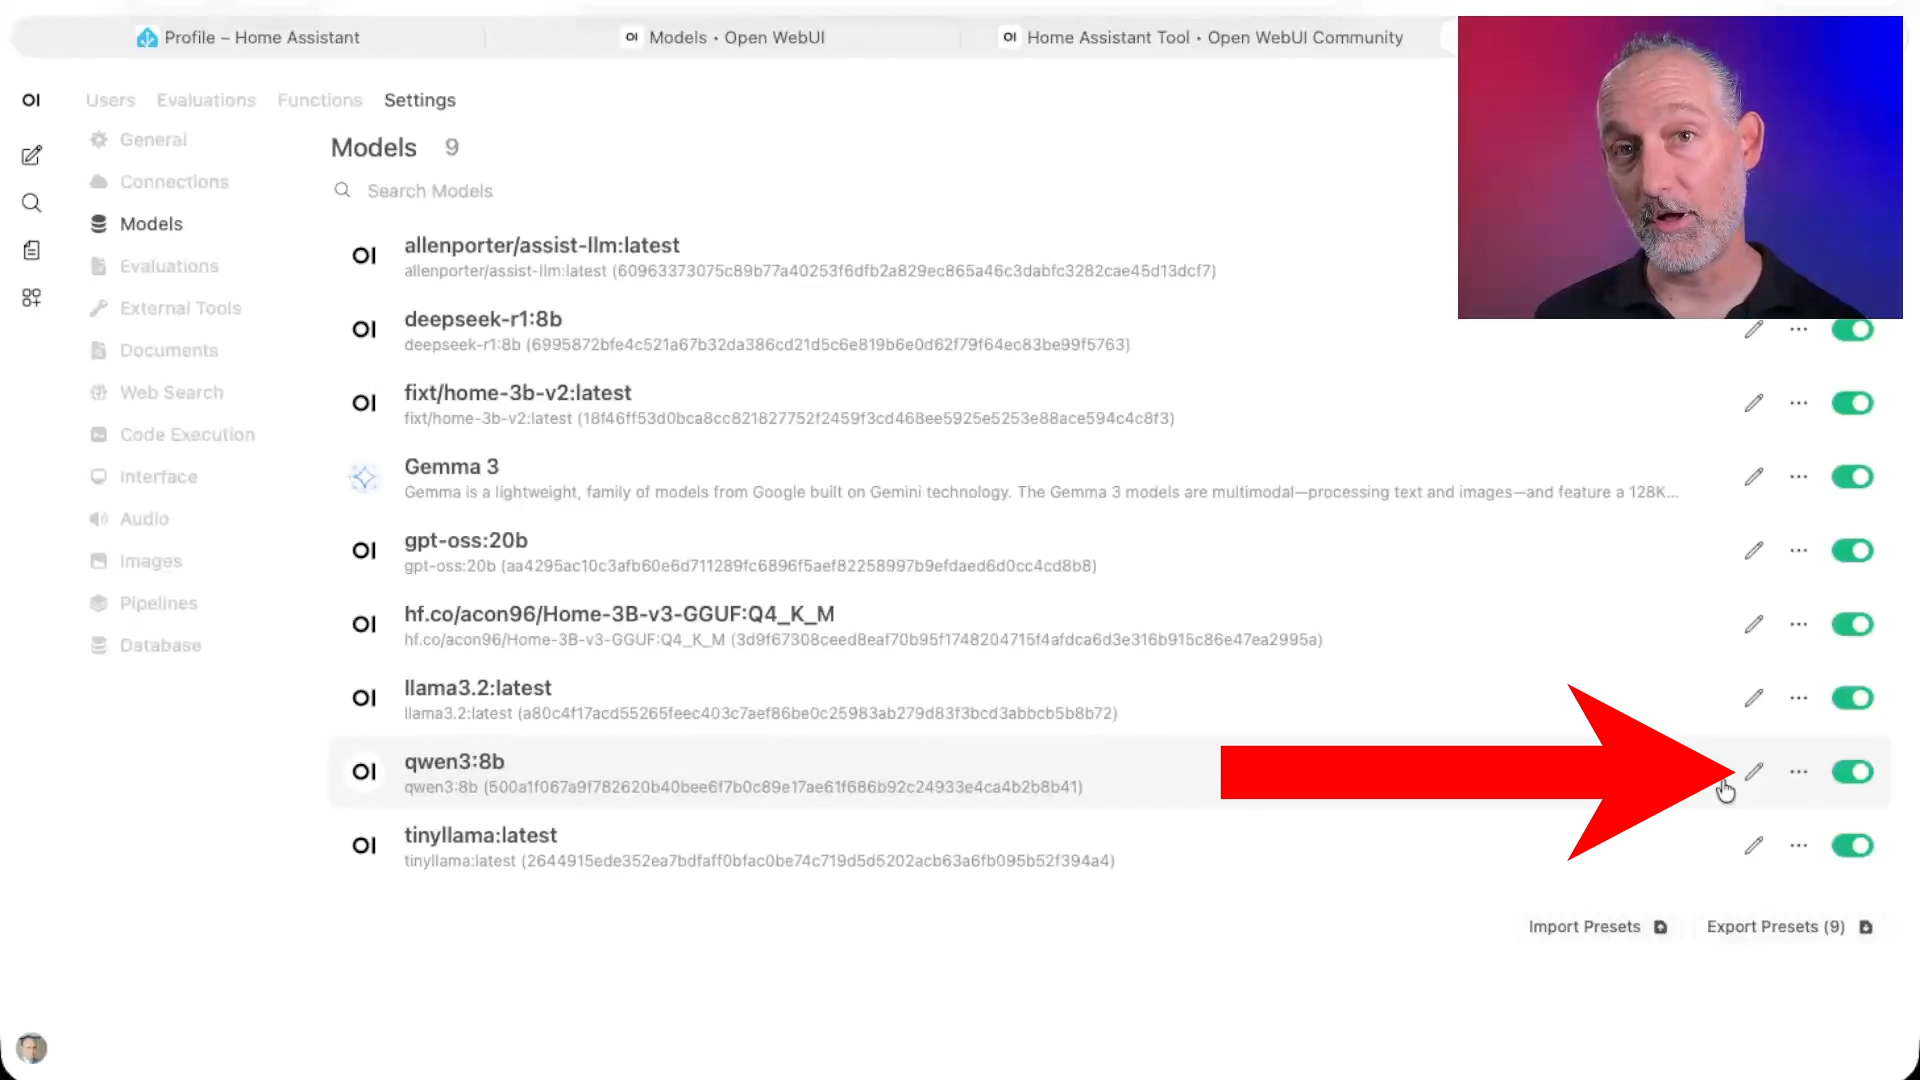 Profile – Home Assistant
OI Models • Open WebUI
OI Home Assistant Tool • Open WebUI Community
OI
Users Evaluations Functions Settings
General
Connections
Models
Evaluations
External Tools
Documents
Web Search
Code Execution
Interface
Audio
Images
Pipelines
Database
Models 9
Search Models
OI allenporter/assist-llm:latest
allenporter/assist-llm:latest (60963373075c89b77a40253f6dfb2a829ec865a46c3dabfc3282cae45d13dcf7)
OI deepseek-r1:8b
deepseek-r1:8b (6995872bfe4c521a67b32da386cd21d5c6e819b6e0d62f79f64ec83be99f5763)
OI fixt/home-3b-v2:latest
fixt/home-3b-v2:latest (18f46ff53d0bca8cc821827752f2459f3cd468ee5925e5253e88ace594c4c8f3)
Gemma 3
Gemma is a lightweight, family of models from Google built on Gemini technology. The Gemma 3 models are multimodal—processing text and images—and feature a 128K...
OI gpt-oss:20b
gpt-oss:20b (aa4295ac10c3afb60e6d711289fc6896f5aef82258997b9efdaed6d0cc4cd8b8)
OI hf.co/acon96/Home-3B-v3-GGUF:Q4_K_M
hf.co/acon96/Home-3B-v3-GGUF:Q4_K_M (3d9f67308ceed8eaf70b95f1748204715f4afdca6d3e316b915c86e47ea2995a)
OI llama3.2:latest
llama3.2:latest (a80c4f17acd55265feec403c7aef86be0c25983ab279d83f3bcd3abbcb5b8b72)
OI qwen3:8b
qwen3:8b (500a1f067a9f782620b40bee6f7b0c89e17ae61f686b92c24933e4ca4b2b8b41)
OI tinyllama:latest
tinyllama:latest (2644915ede352ea7bdfaff0bfac0be74c719d5d5202acb63a6fb095b52f394a4)
Import Presets Export Presets (9)